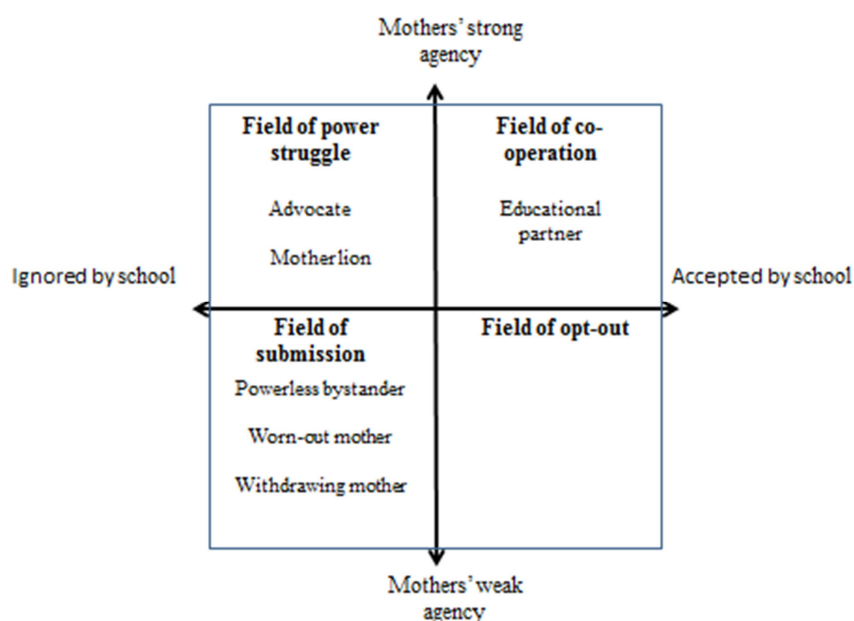 Mothers' strong
agency
Field of power
struggle
Field of co-
operation
Advocate
Educational
partner
Motherlion
Ignored by school
Accepted by school
Field of
submission
Field of opt-out
Powerless bystander
Worn-out mother
Withdrawing mother
Mothers' weak
agency